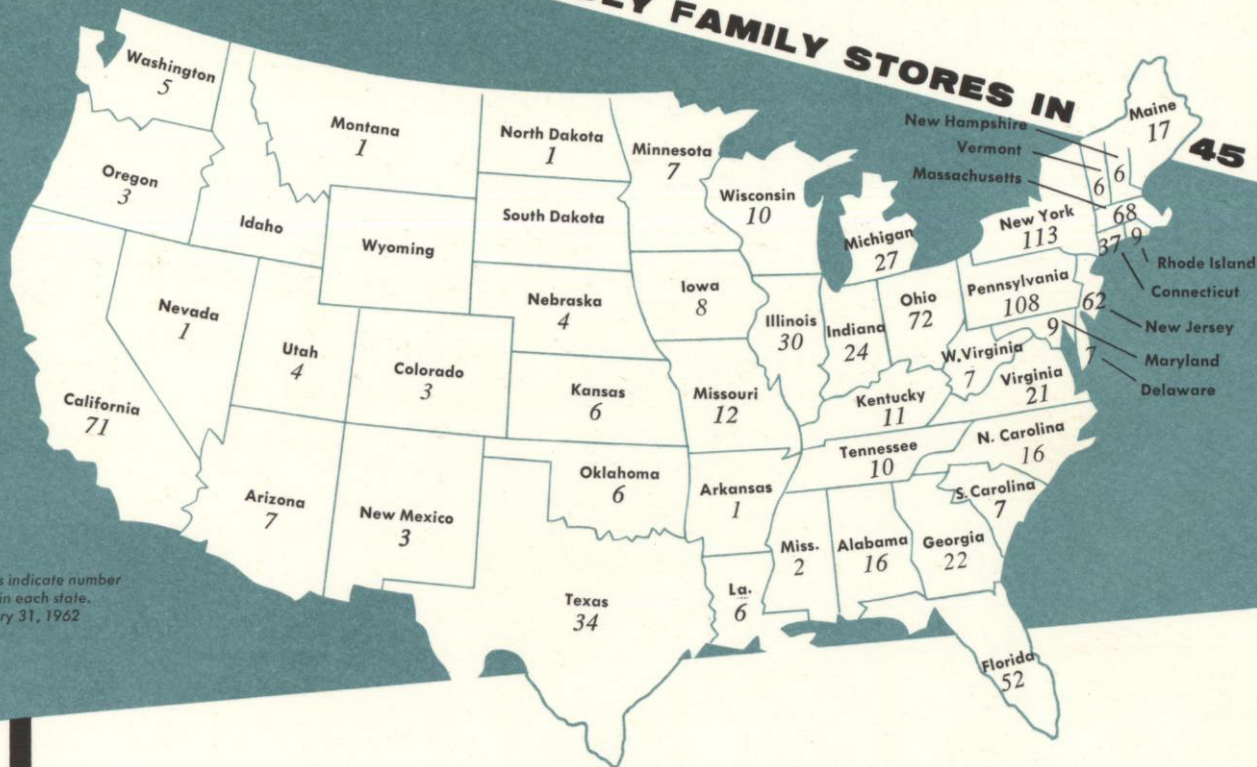 FAMILY STORES IN
45
Washington
5
Oregon
3
California
71
Montana
1
Idaho
Wyoming
Nevada
1
Utah
4
Colorado
3
Arizona
7
New Mexico
3
North Dakota
1
South Dakota
Nebraska
4
Kansas
6
Oklahoma
6
Texas
34
Minnesota
7
Iowa
8
Missouri
12
Arkansas
1
La.
6
Wisconsin
10
Illinois
30
Michigan
27
Indiana
24
Ohio
72
Kentucky
11
Tennessee
10
Miss.
2
Alabama
16
Georgia
22
Florida
52
S. Carolina
7
N. Carolina
16
Virginia
21
W. Virginia
7
Pennsylvania
108
New York
113
Maine
17
New Hampshire
6
Vermont
6
Massachusetts
68
9
Rhode Island
37
Connecticut
62
New Jersey
9
Maryland
7
Delaware
indicate number
in each state.
31, 1962